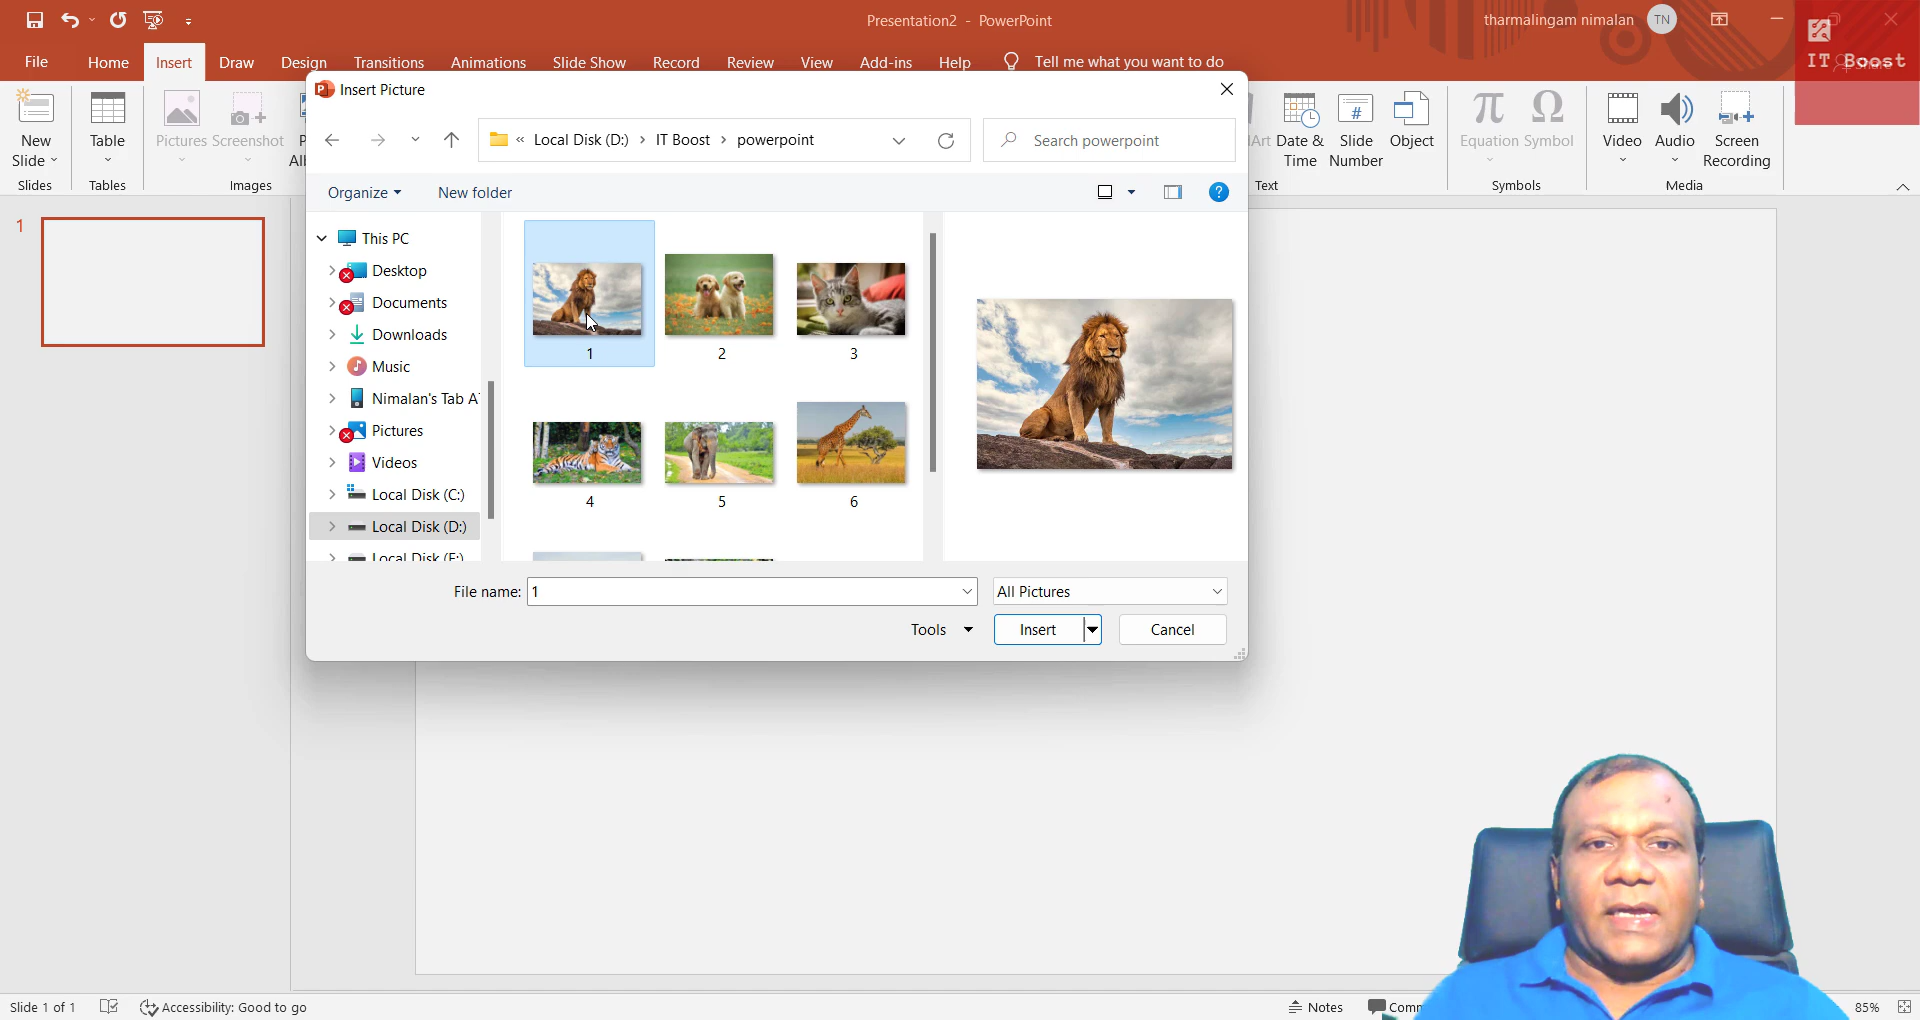 Presentation2 - PowerPoint
tharmalingam nimalan TN
IT Boost
File Home Insert Draw Design Transitions Animations Slide Show Record Review View Add-ins Help Tell me what you want to do
New Slide
Table
Pictures
Screenshot
Date & Time
Slide Number
Object
Equation
Symbol
Video
Audio
Screen Recording
Slides
Tables
Images
Text
Symbols
Media
Insert Picture
« Local Disk (D:) > IT Boost > powerpoint
Search powerpoint
Organize
New folder
This PC
Desktop
Documents
Downloads
Music
Nimalan's Tab A
Pictures
Videos
Local Disk (C:)
Local Disk (D:)
1
2
3
4
5
6
File name: 1
All Pictures
Tools
Insert
Cancel
1
Slide 1 of 1
Accessibility: Good to go
Notes
85%